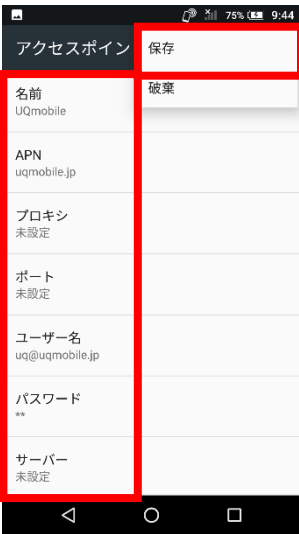 75% 9:44
アクセスポイン
保存
破棄
名前
UQmobile
APN
uqmobile.jp
プロキシ
未設定
ポート
未設定
ユーザー名
uq@uqmobile.jp
パスワード
**
サーバー
未設定